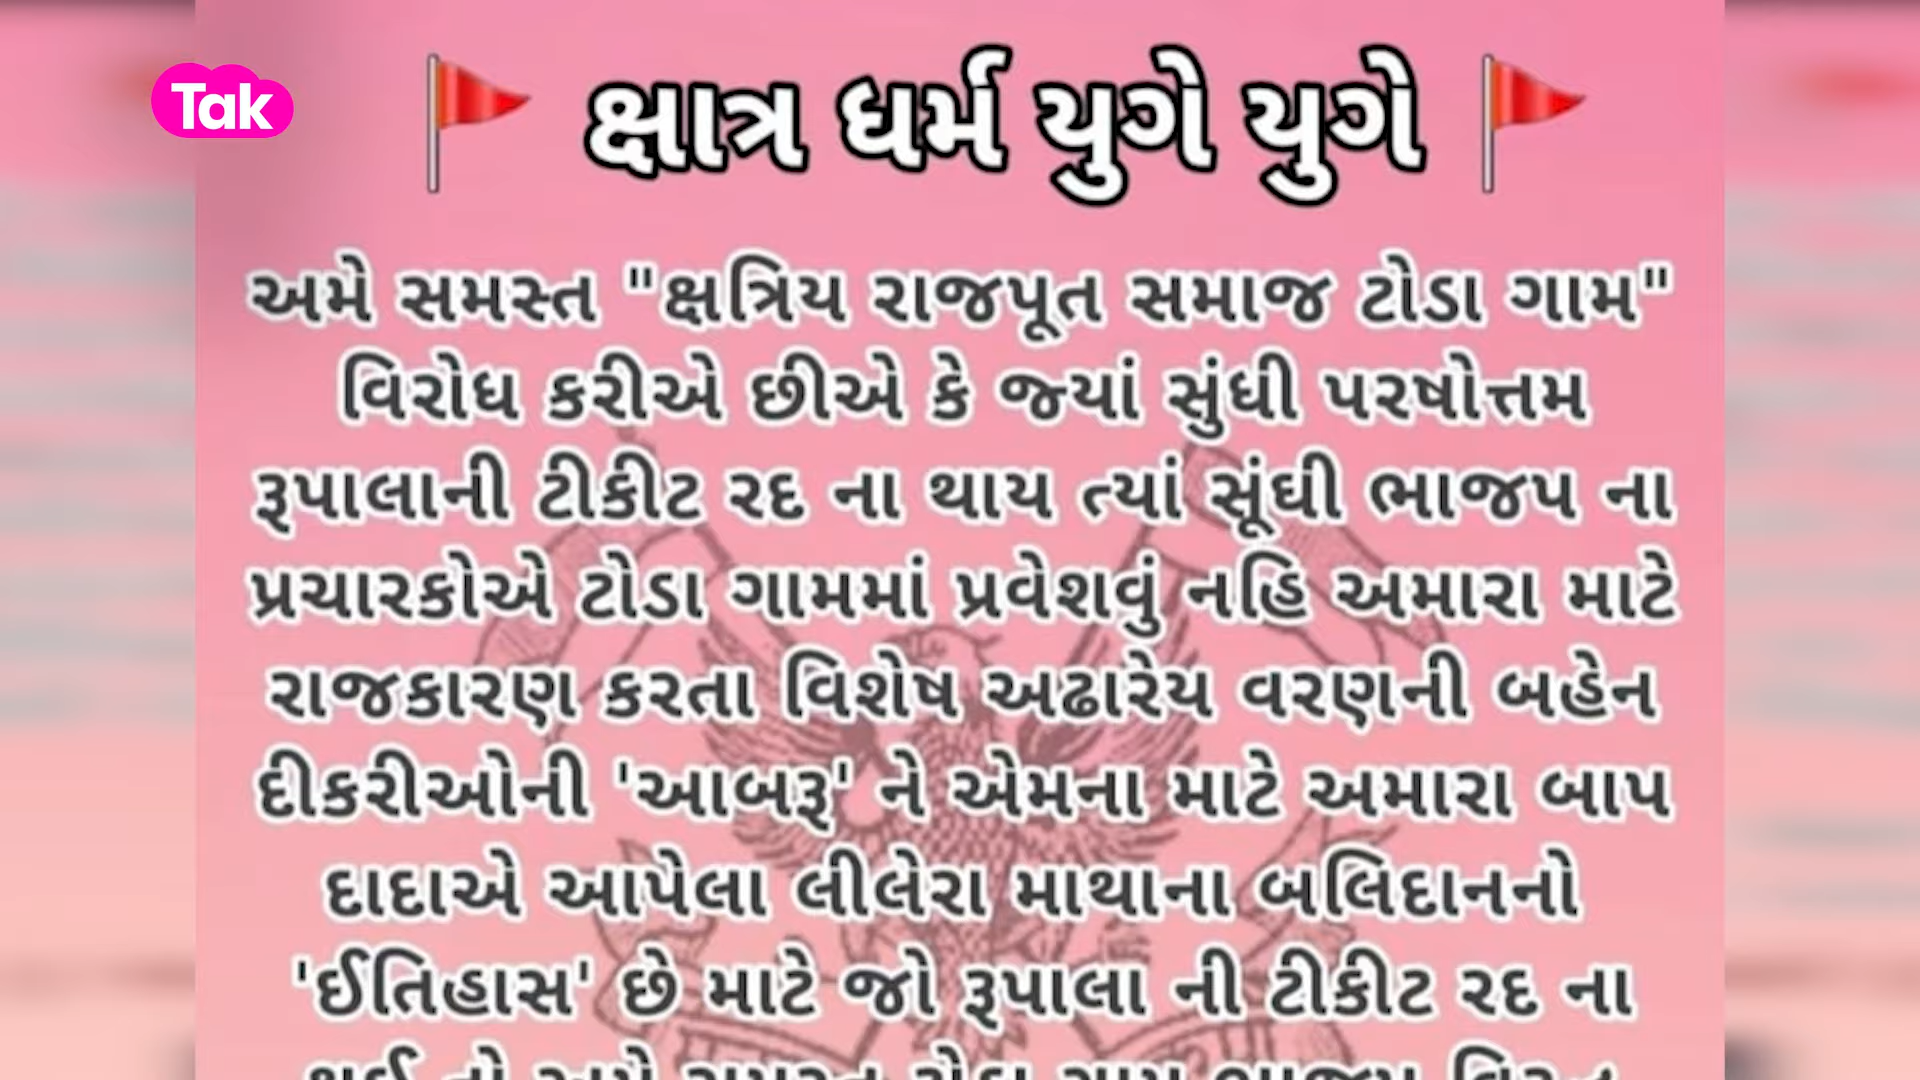 Tak
ક્ષાત્ર ધર્મ યુગે યુગે
અમે સમસ્ત "ક્ષત્રિય રાજપૂત સમાજ ટોડા ગામ"
વિરોધ કરીએ છીએ કે જ્યાં સુંધી પરષોત્તમ
રૂપાલાની ટીકીટ રદ ના થાય ત્યાં સૂંઘી ભાજપ ના
પ્રચારકોએ ટોડા ગામમાં પ્રવેશવું નહિ અમારા માટે
રાજકારણ કરતા વિશેષ અઢારેય વરણની બહેન
દીકરીઓની 'આબરૂ' ને એમના માટે અમારા બાપ
દાદાએ આપેલા લીલેરા માથાના બલિદાનનો
'ઈતિહાસ' છે માટે જો રૂપાલા ની ટીકીટ રદ ના